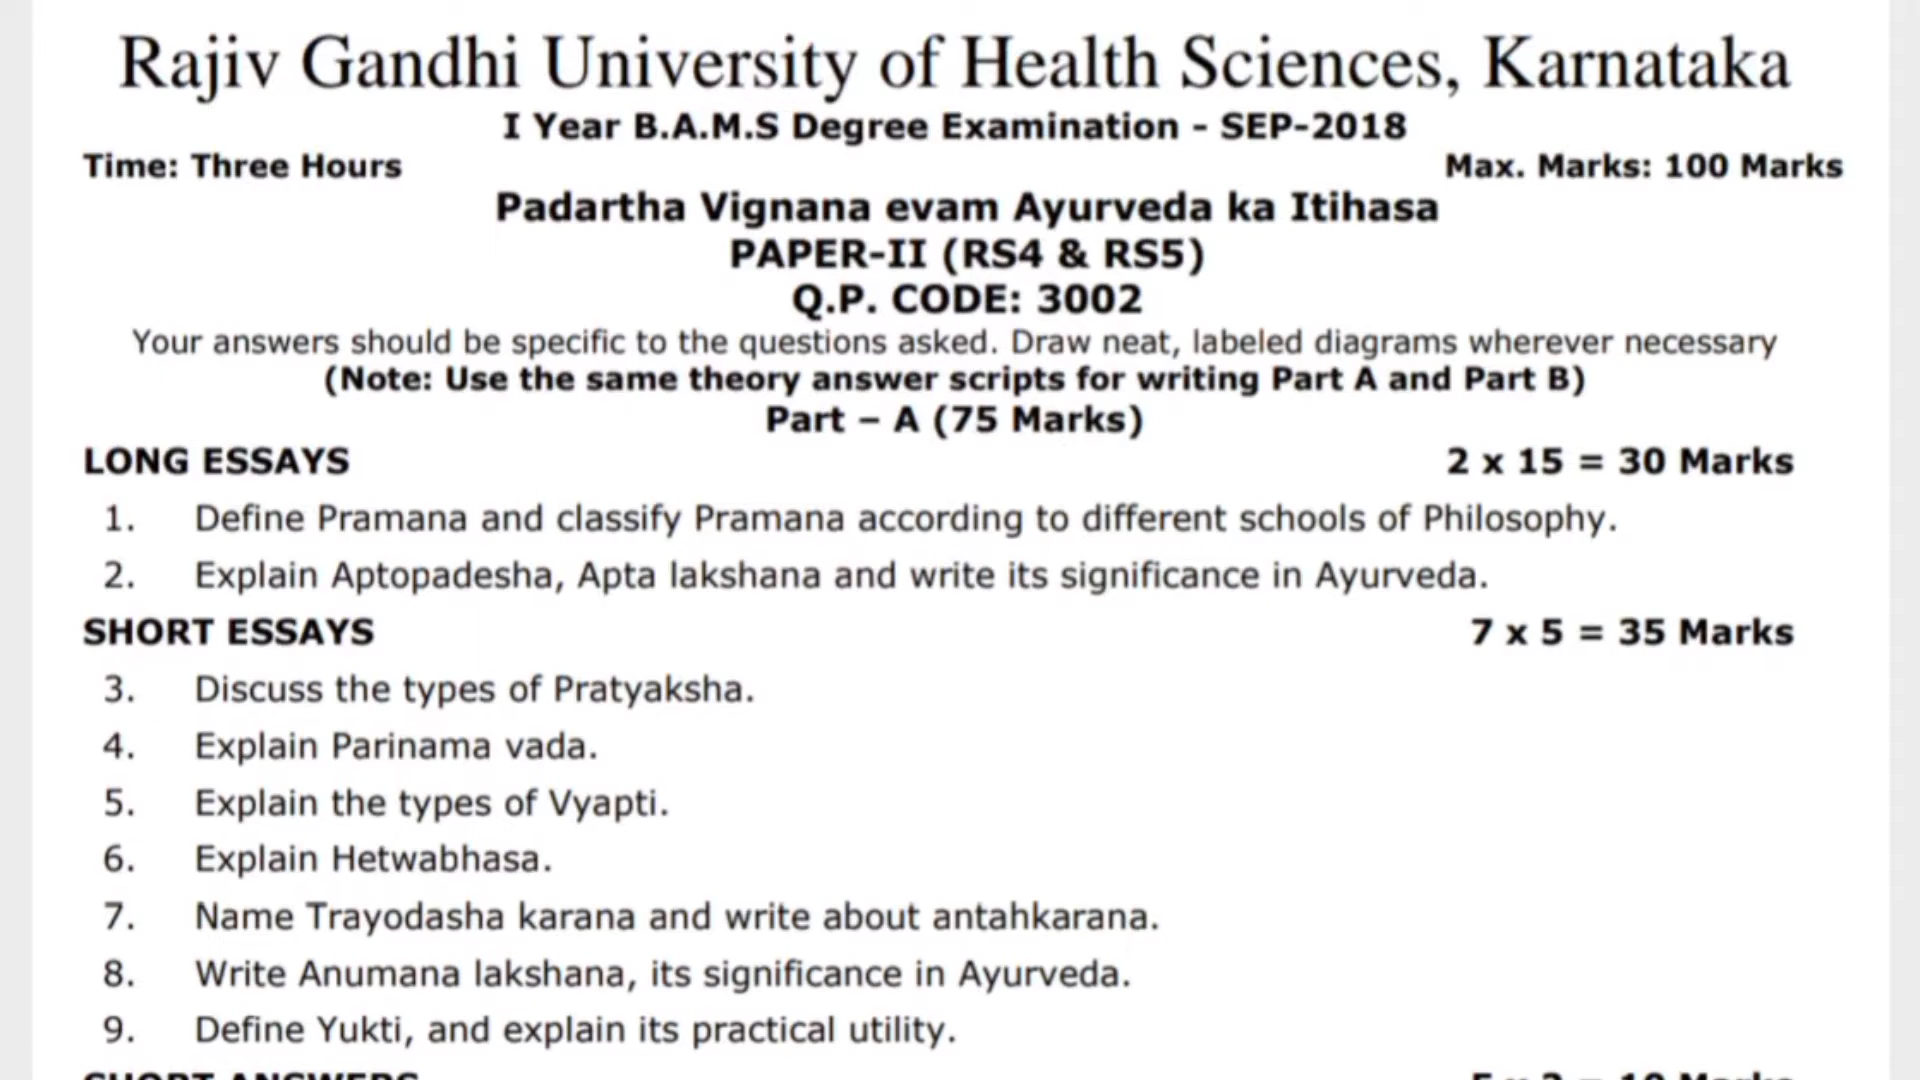 Rajiv Gandhi University of Health Sciences, Karnataka
I Year B.A.M.S Degree Examination - SEP-2018
Time: Three Hours Max. Marks: 100 Marks
Padartha Vignana evam Ayurveda ka Itihasa
PAPER-II (RS4 & RS5)
Q.P. CODE: 3002
Your answers should be specific to the questions asked. Draw neat, labeled diagrams wherever necessary
(Note: Use the same theory answer scripts for writing Part A and Part B)
Part – A (75 Marks)
LONG ESSAYS 2 x 15 = 30 Marks
1. Define Pramana and classify Pramana according to different schools of Philosophy.
2. Explain Aptopadesha, Apta lakshana and write its significance in Ayurveda.
SHORT ESSAYS 7 x 5 = 35 Marks
3. Discuss the types of Pratyaksha.
4. Explain Parinama vada.
5. Explain the types of Vyapti.
6. Explain Hetwabhasa.
7. Name Trayodasha karana and write about antahkarana.
8. Write Anumana lakshana, its significance in Ayurveda.
9. Define Yukti, and explain its practical utility.
SHORT ANSWERS 5 x 2 = 10 Marks